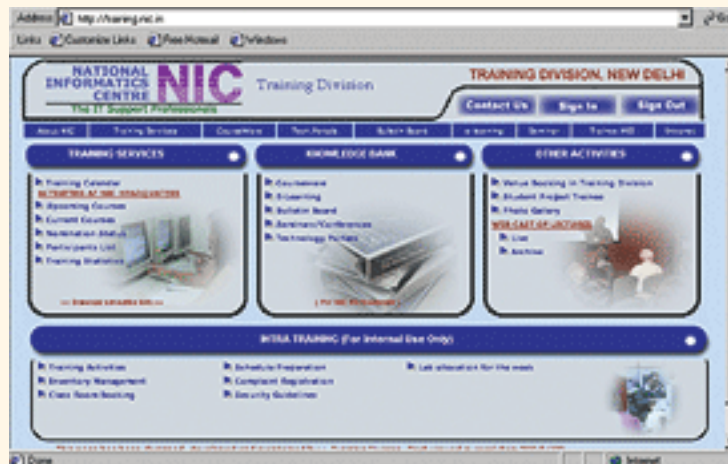 Address http://training.nic.in
Links Customize Links Free Hotmail Windows
NATIONAL INFORMATICS CENTRE NIC Training Division
The IT Support Professionals
TRAINING DIVISION, NEW DELHI
Contact Us Sign In Sign Out
About NIC Training Services CourseWare Tech.Portals Bulletin Board e-learning Seminar Trainee MIS Intranet
TRAINING SERVICES
Training Calendar
ACTIVITIES AT NIC HEADQUARTERS
Upcoming Courses
Current Courses
Nomination Status
Participants List
Training Statistics
KNOWLEDGE BANK
Courseware
E-Learning
Bulletin Board
Seminars/Conferences
Technology Portals
OTHER ACTIVITIES
Venue Booking in Training Division
Student Project Trainee
Photo Gallery
WEB CAST OF LECTURES
Live
Archive
INTRA TRAINING (For Internal Use Only)
Training Activities Schedule Preparation Lab allocation for the week
Inventory Management Complaint Registration
Class Room Booking Security Guidelines
Done Internet